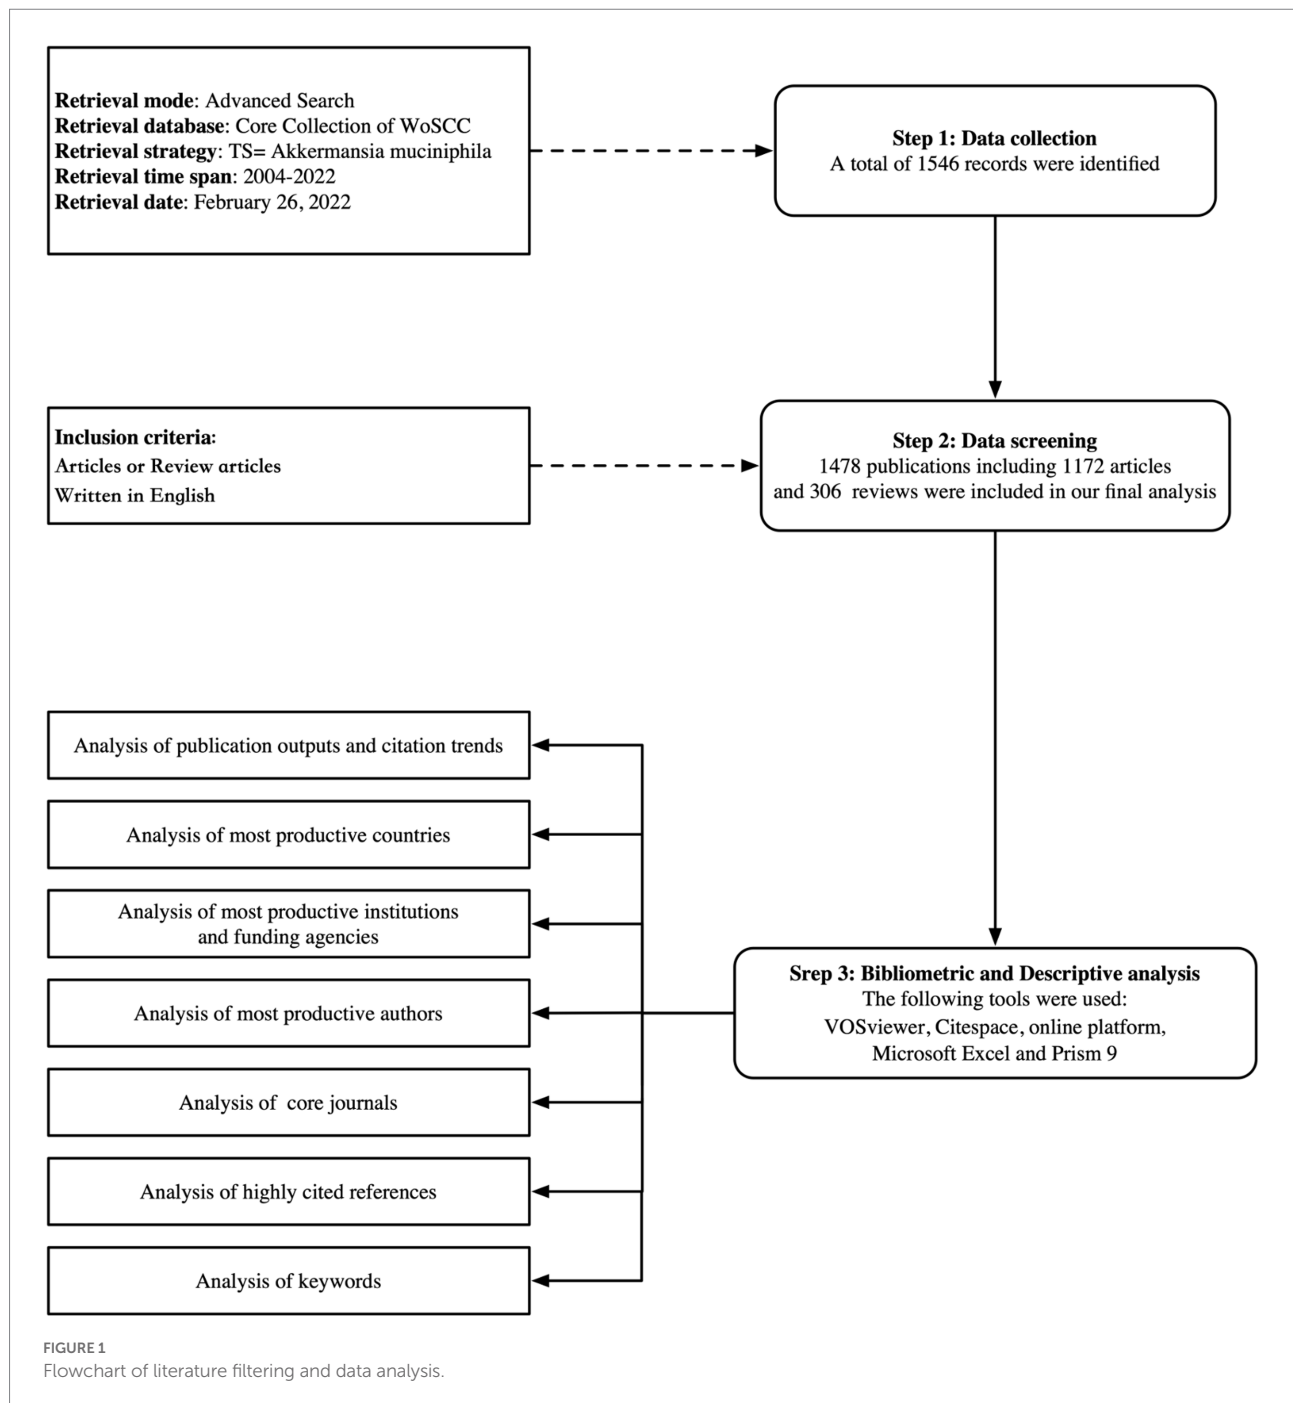 Retrieval mode: Advanced Search
Retrieval database: Core Collection of WoSCC
Retrieval strategy: TS= Akkermansia muciniphila
Retrieval time span: 2004-2022
Retrieval date: February 26, 2022
Step 1: Data collection
A total of 1546 records were identified
Inclusion criteria:
Articles or Review articles
Written in English
Step 2: Data screening
1478 publications including 1172 articles
and 306 reviews were included in our final analysis
Analysis of publication outputs and citation trends
Analysis of most productive countries
Analysis of most productive institutions
and funding agencies
Analysis of most productive authors
Analysis of core journals
Analysis of highly cited references
Analysis of keywords
Srep 3: Bibliometric and Descriptive analysis
The following tools were used:
VOSviewer, Citespace, online platform,
Microsoft Excel and Prism 9
FIGURE 1
Flowchart of literature filtering and data analysis.